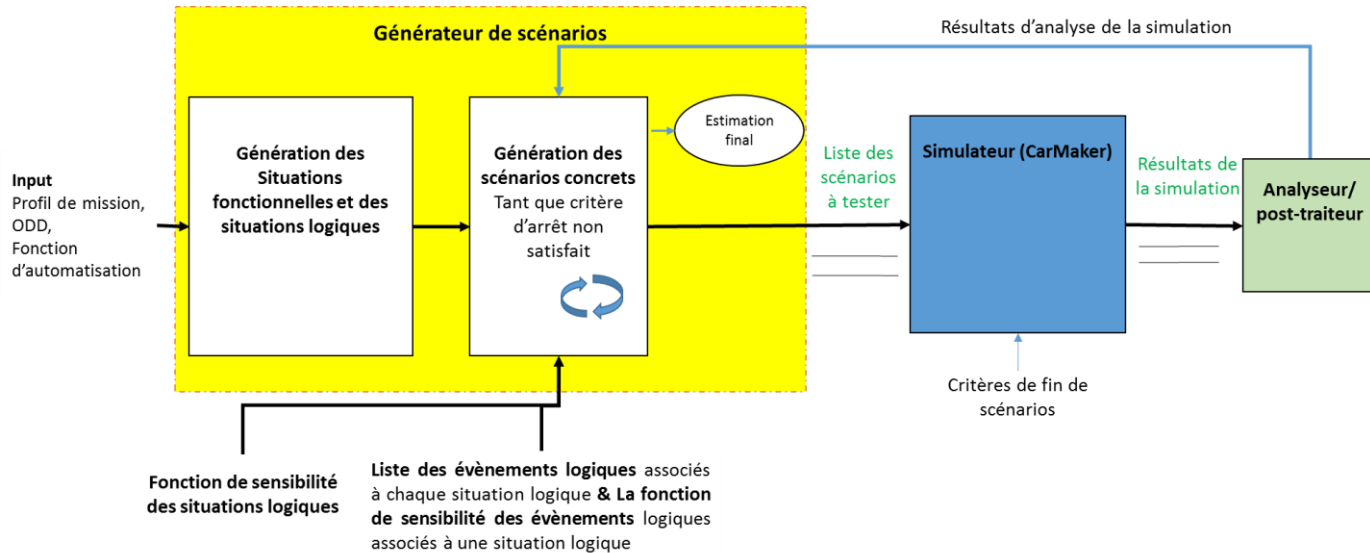 Générateur de scénarios
Résultats d'analyse de la simulation
Input
Profil de mission,
ODD,
Fonction
d'automatisation
Génération des
Situations
fonctionnelles et des
situations logiques
Génération des
scénarios concrets
Tant que critère
d'arrêt non
satisfait
Estimation
final
Liste des
scénarios
à tester
Simulateur (CarMaker)
Résultats de
la simulation
Analyseur/
post-traiteur
Critères de fin de
scénarios
Fonction de sensibilité
des situations logiques
Liste des évènements logiques associés
à chaque situation logique & La fonction
de sensibilité des évènements logiques
associés à une situation logique